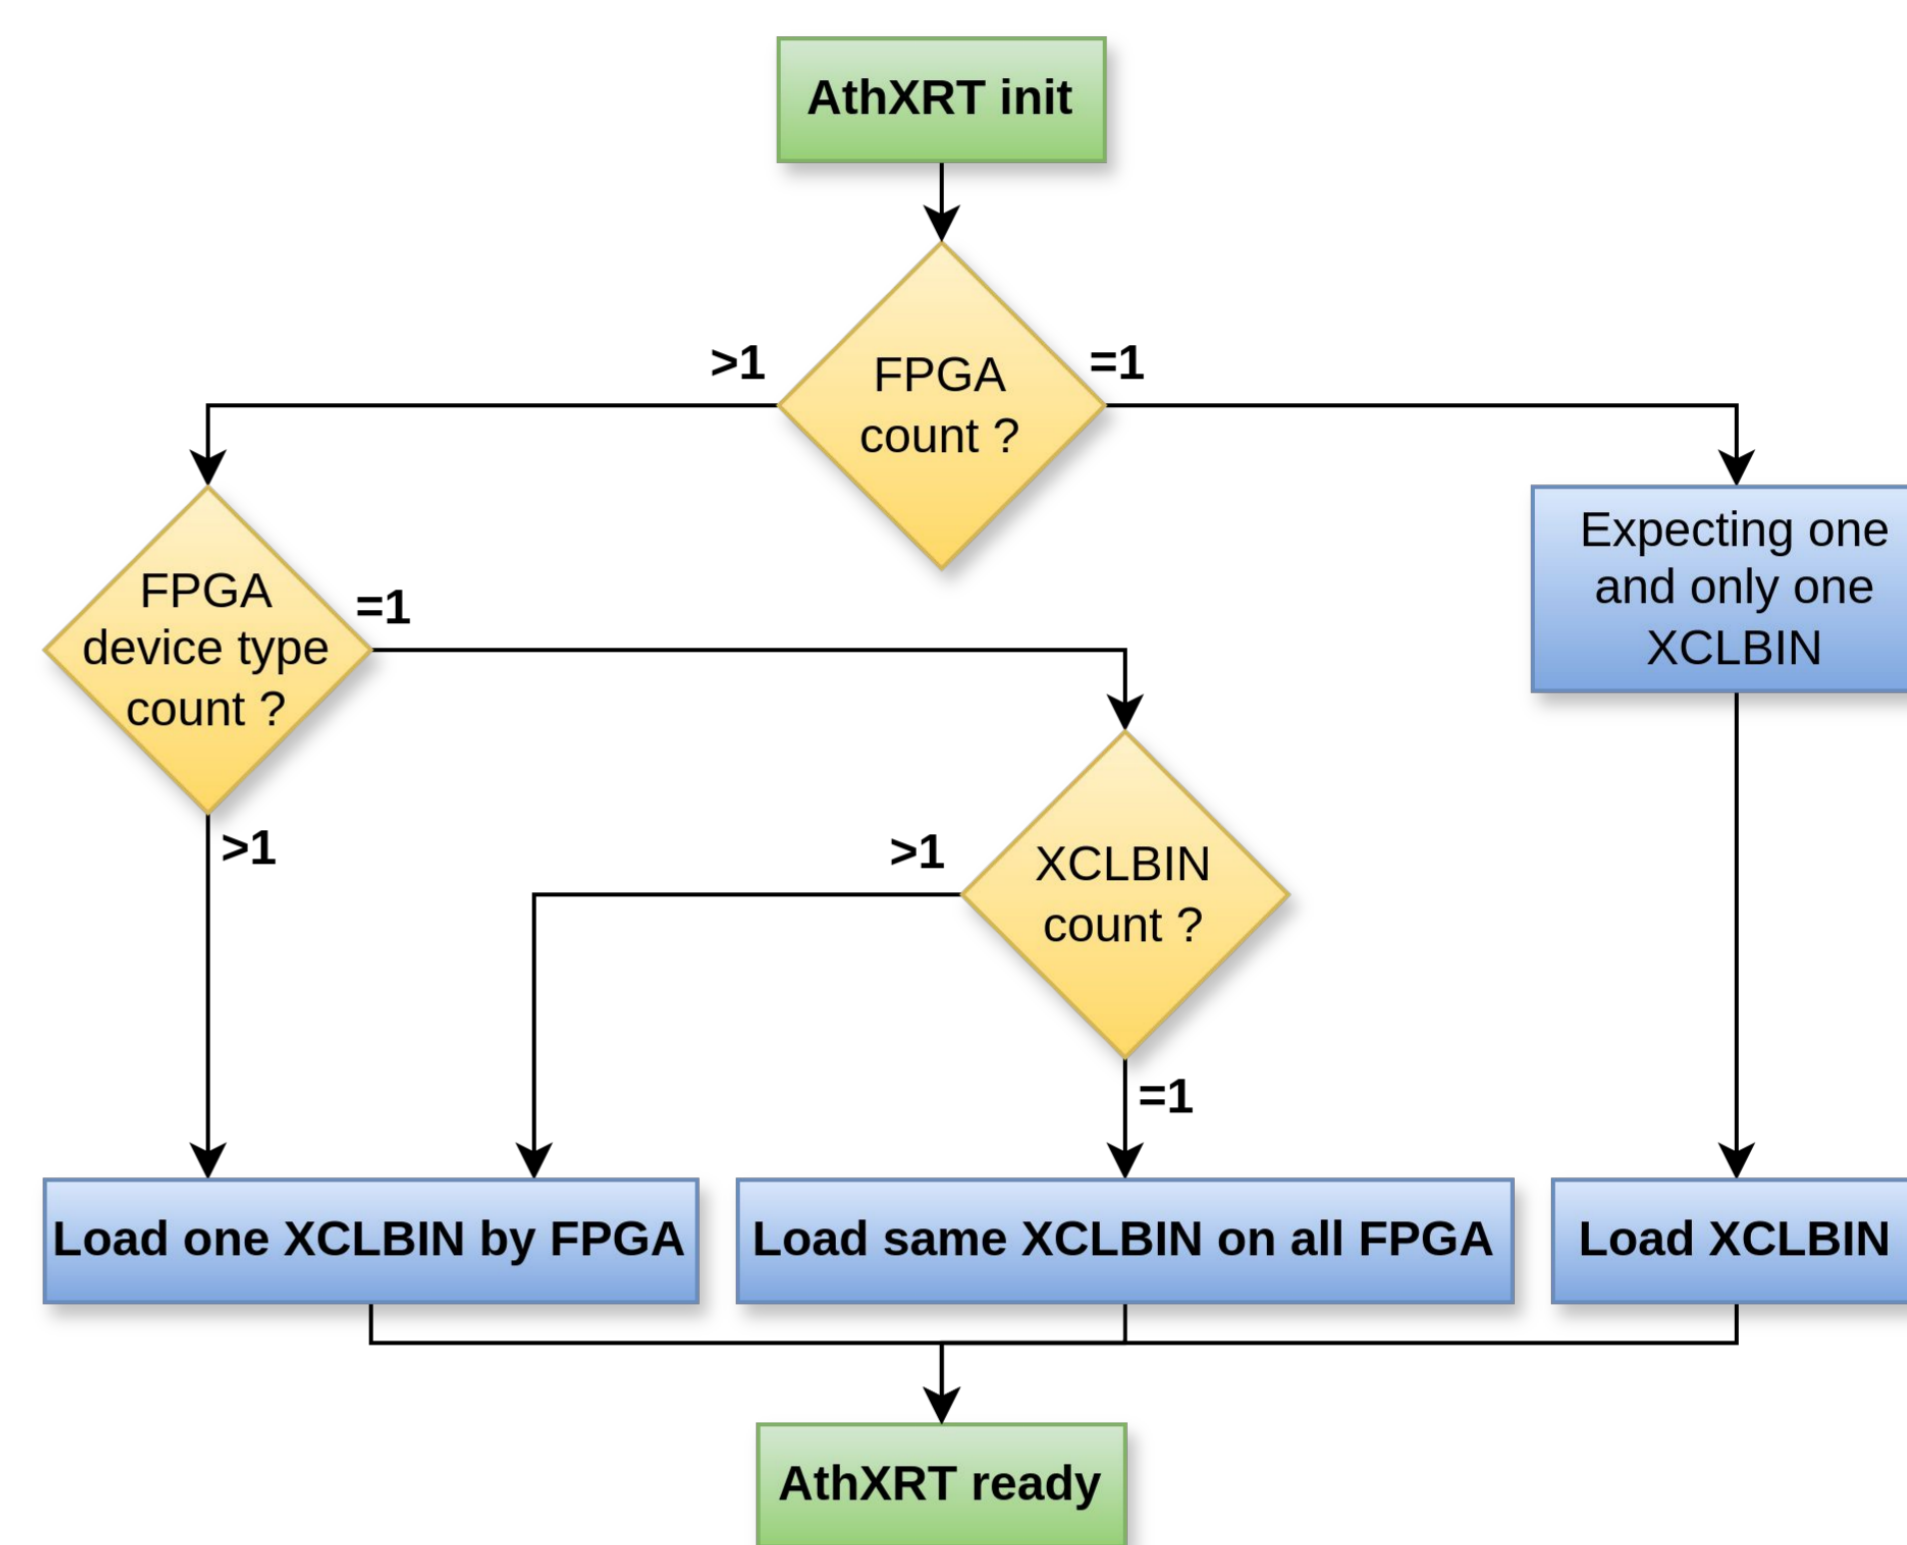 AthXRT init
>1
=1
FPGA
count ?
Expecting one
and only one
XCLBIN
FPGA
device type
count ?
=1
>1
>1
XCLBIN
count ?
=1
Load one XCLBIN by FPGA
Load same XCLBIN on all FPGA
Load XCLBIN
AthXRT ready